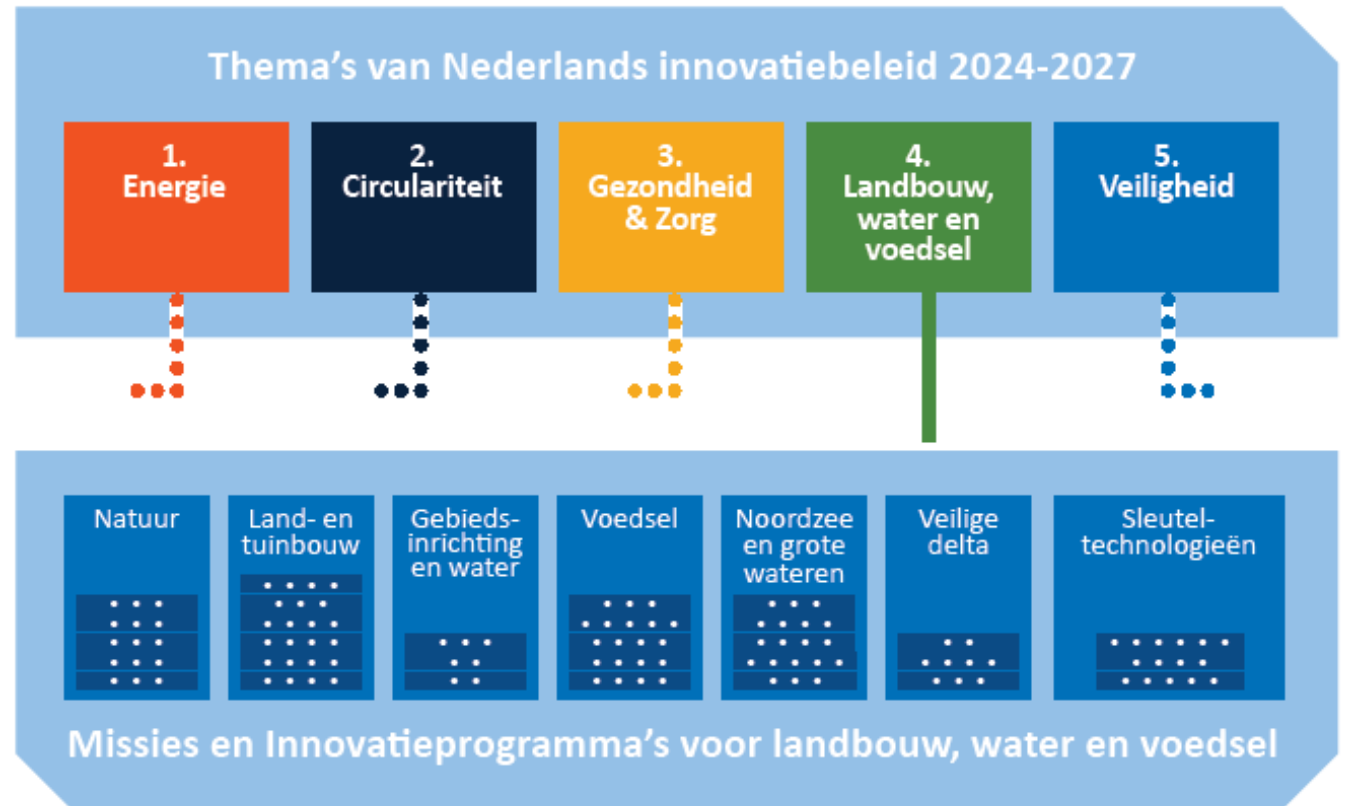 Thema's van Nederlands innovatiebeleid 2024-2027
1.
Energie
2.
Circulariteit
3.
Gezondheid
& Zorg
4.
Landbouw,
water en
voedsel
5.
Veiligheid
Natuur
Land- en
tuinbouw
Gebieds-
inrichting
en water
Voedsel
Noordzee
en grote
wateren
Veilige
delta
Sleutel-
technologieën
Missies en Innovatieprogramma's voor landbouw, water en voedsel